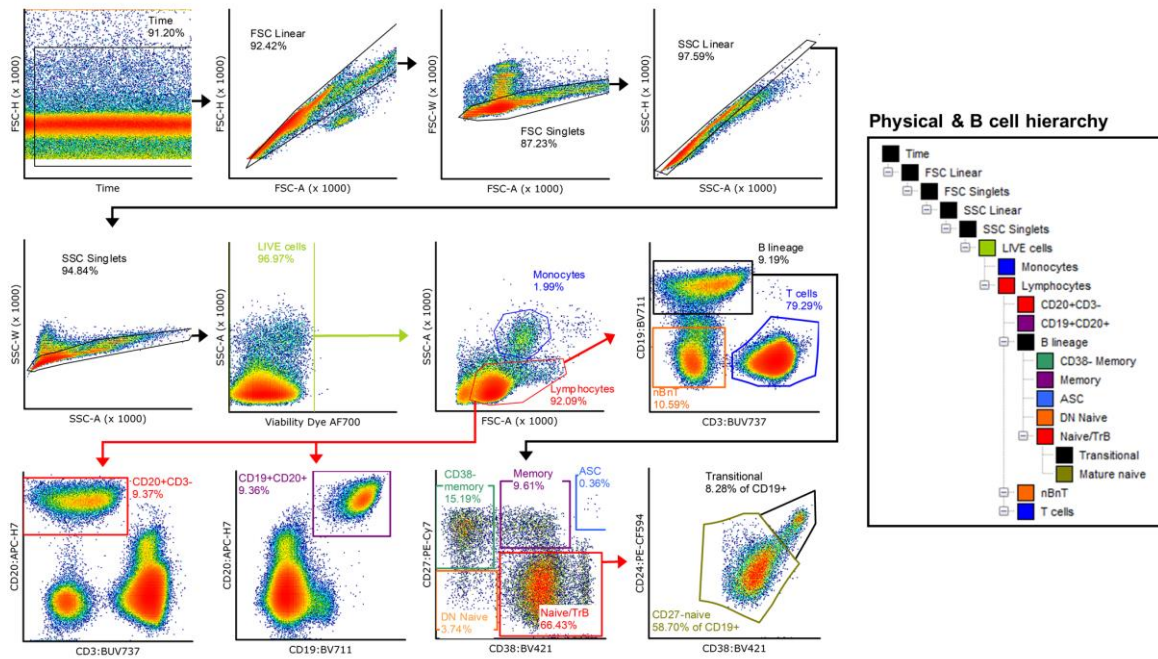 Time
91.20%
FSC-H (x 1000)
Time
FSC Linear
92.42%
FSC-H (x 1000)
FSC-A (x 1000)
FSC-W (x 1000)
FSC Singlets
87.23%
FSC-A (x 1000)
SSC Linear
97.59%
SSC-H (x 1000)
SSC-A (x 1000)
SSC Singlets
94.84%
SSC-W (x 1000)
SSC-A (x 1000)
LIVE cells
96.97%
SSC-A (x 1000)
Viability Dye AF700
Monocytes
1.99%
SSC-A (x 1000)
Lymphocytes
92.09%
FSC-A (x 1000)
B lineage
9.19%
T cells
79.29%
CD19:BV711
nBnT
10.59%
CD3:BUV737
CD20+CD3-
9.37%
CD20:APC-H7
CD3:BUV737
CD19+CD20+
9.36%
CD20:APC-H7
CD19:BV711
CD38-
memory
15.19%
Memory
9.61%
ASC
0.36%
CD27:PE-Cy7
DN Naive
3.74%
Naive/TrB
66.43%
CD38:BV421
Transitional
8.28% of CD19+
CD24:PE-CF594
CD27-naive
58.70% of CD19+
CD38:BV421
Physical & B cell hierarchy
Time
FSC Linear
FSC Singlets
SSC Linear
SSC Singlets
LIVE cells
Monocytes
Lymphocytes
CD20+CD3-
CD19+CD20+
B lineage
CD38- Memory
Memory
ASC
DN Naive
Naive/TrB
Transitional
Mature naive
nBnT
T cells